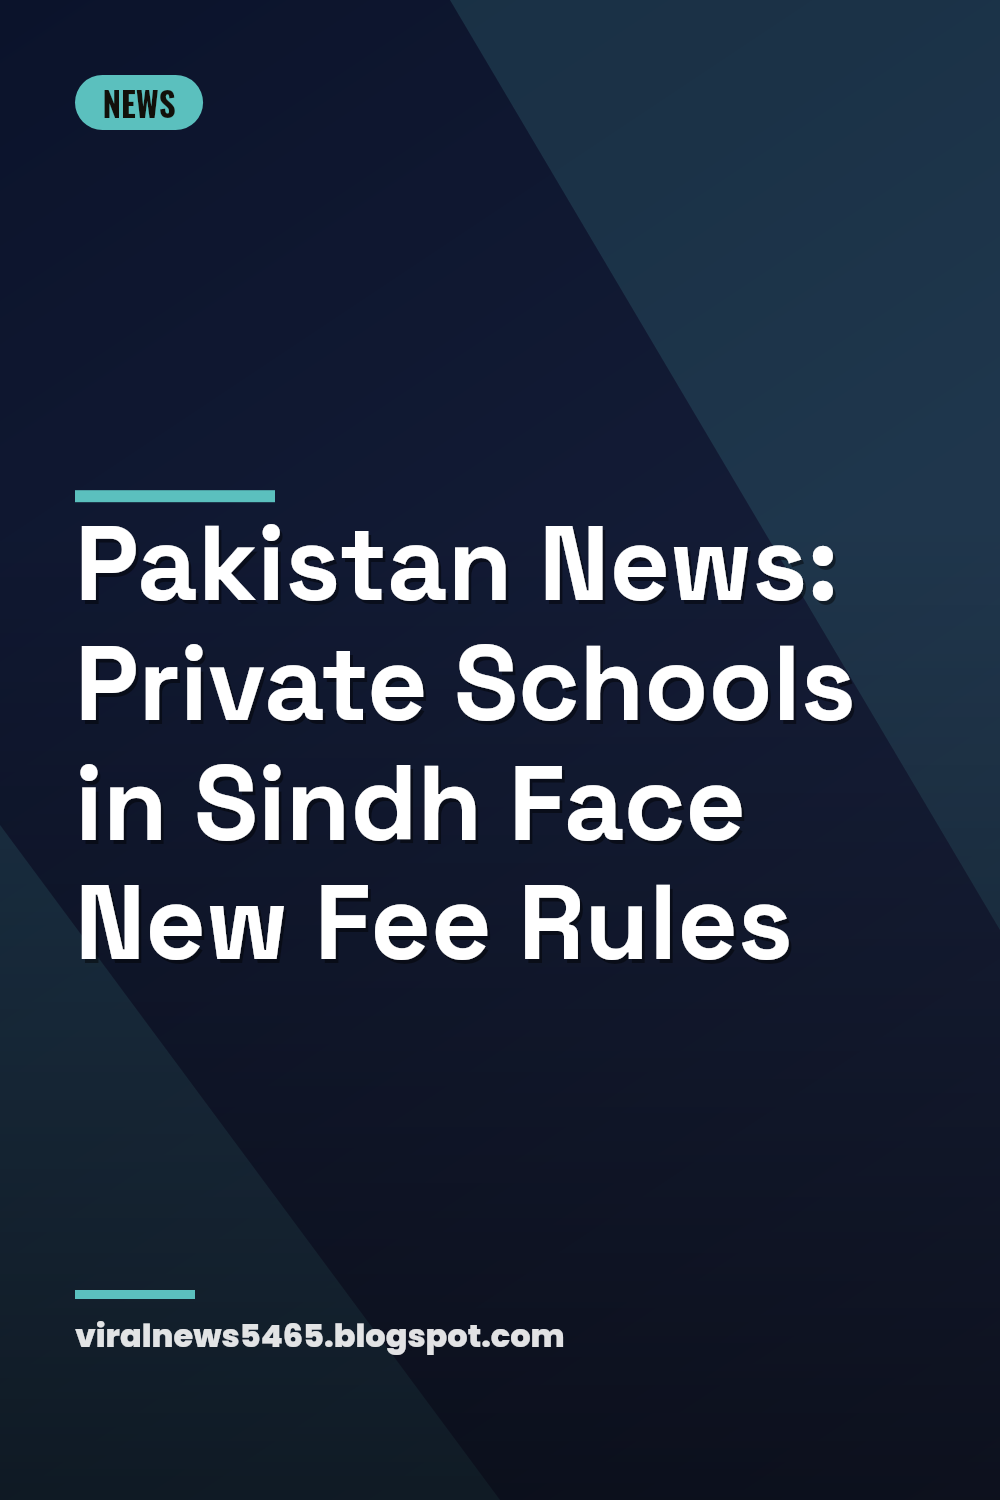 NEWS
Pakistan News:
Private Schools
in Sindh Face
New Fee Rules
viralnews5465.blogspot.com